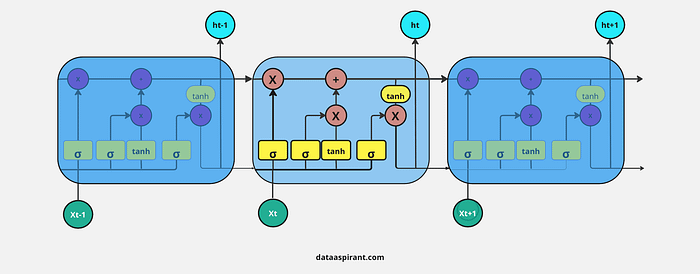 ht-1 ht ht+1
x - X + x -
tanh tanh tanh
x x X X x x
σ σ tanh σ σ σ tanh σ σ σ tanh σ
Xt-1 Xt Xt+1
dataaspirant.com